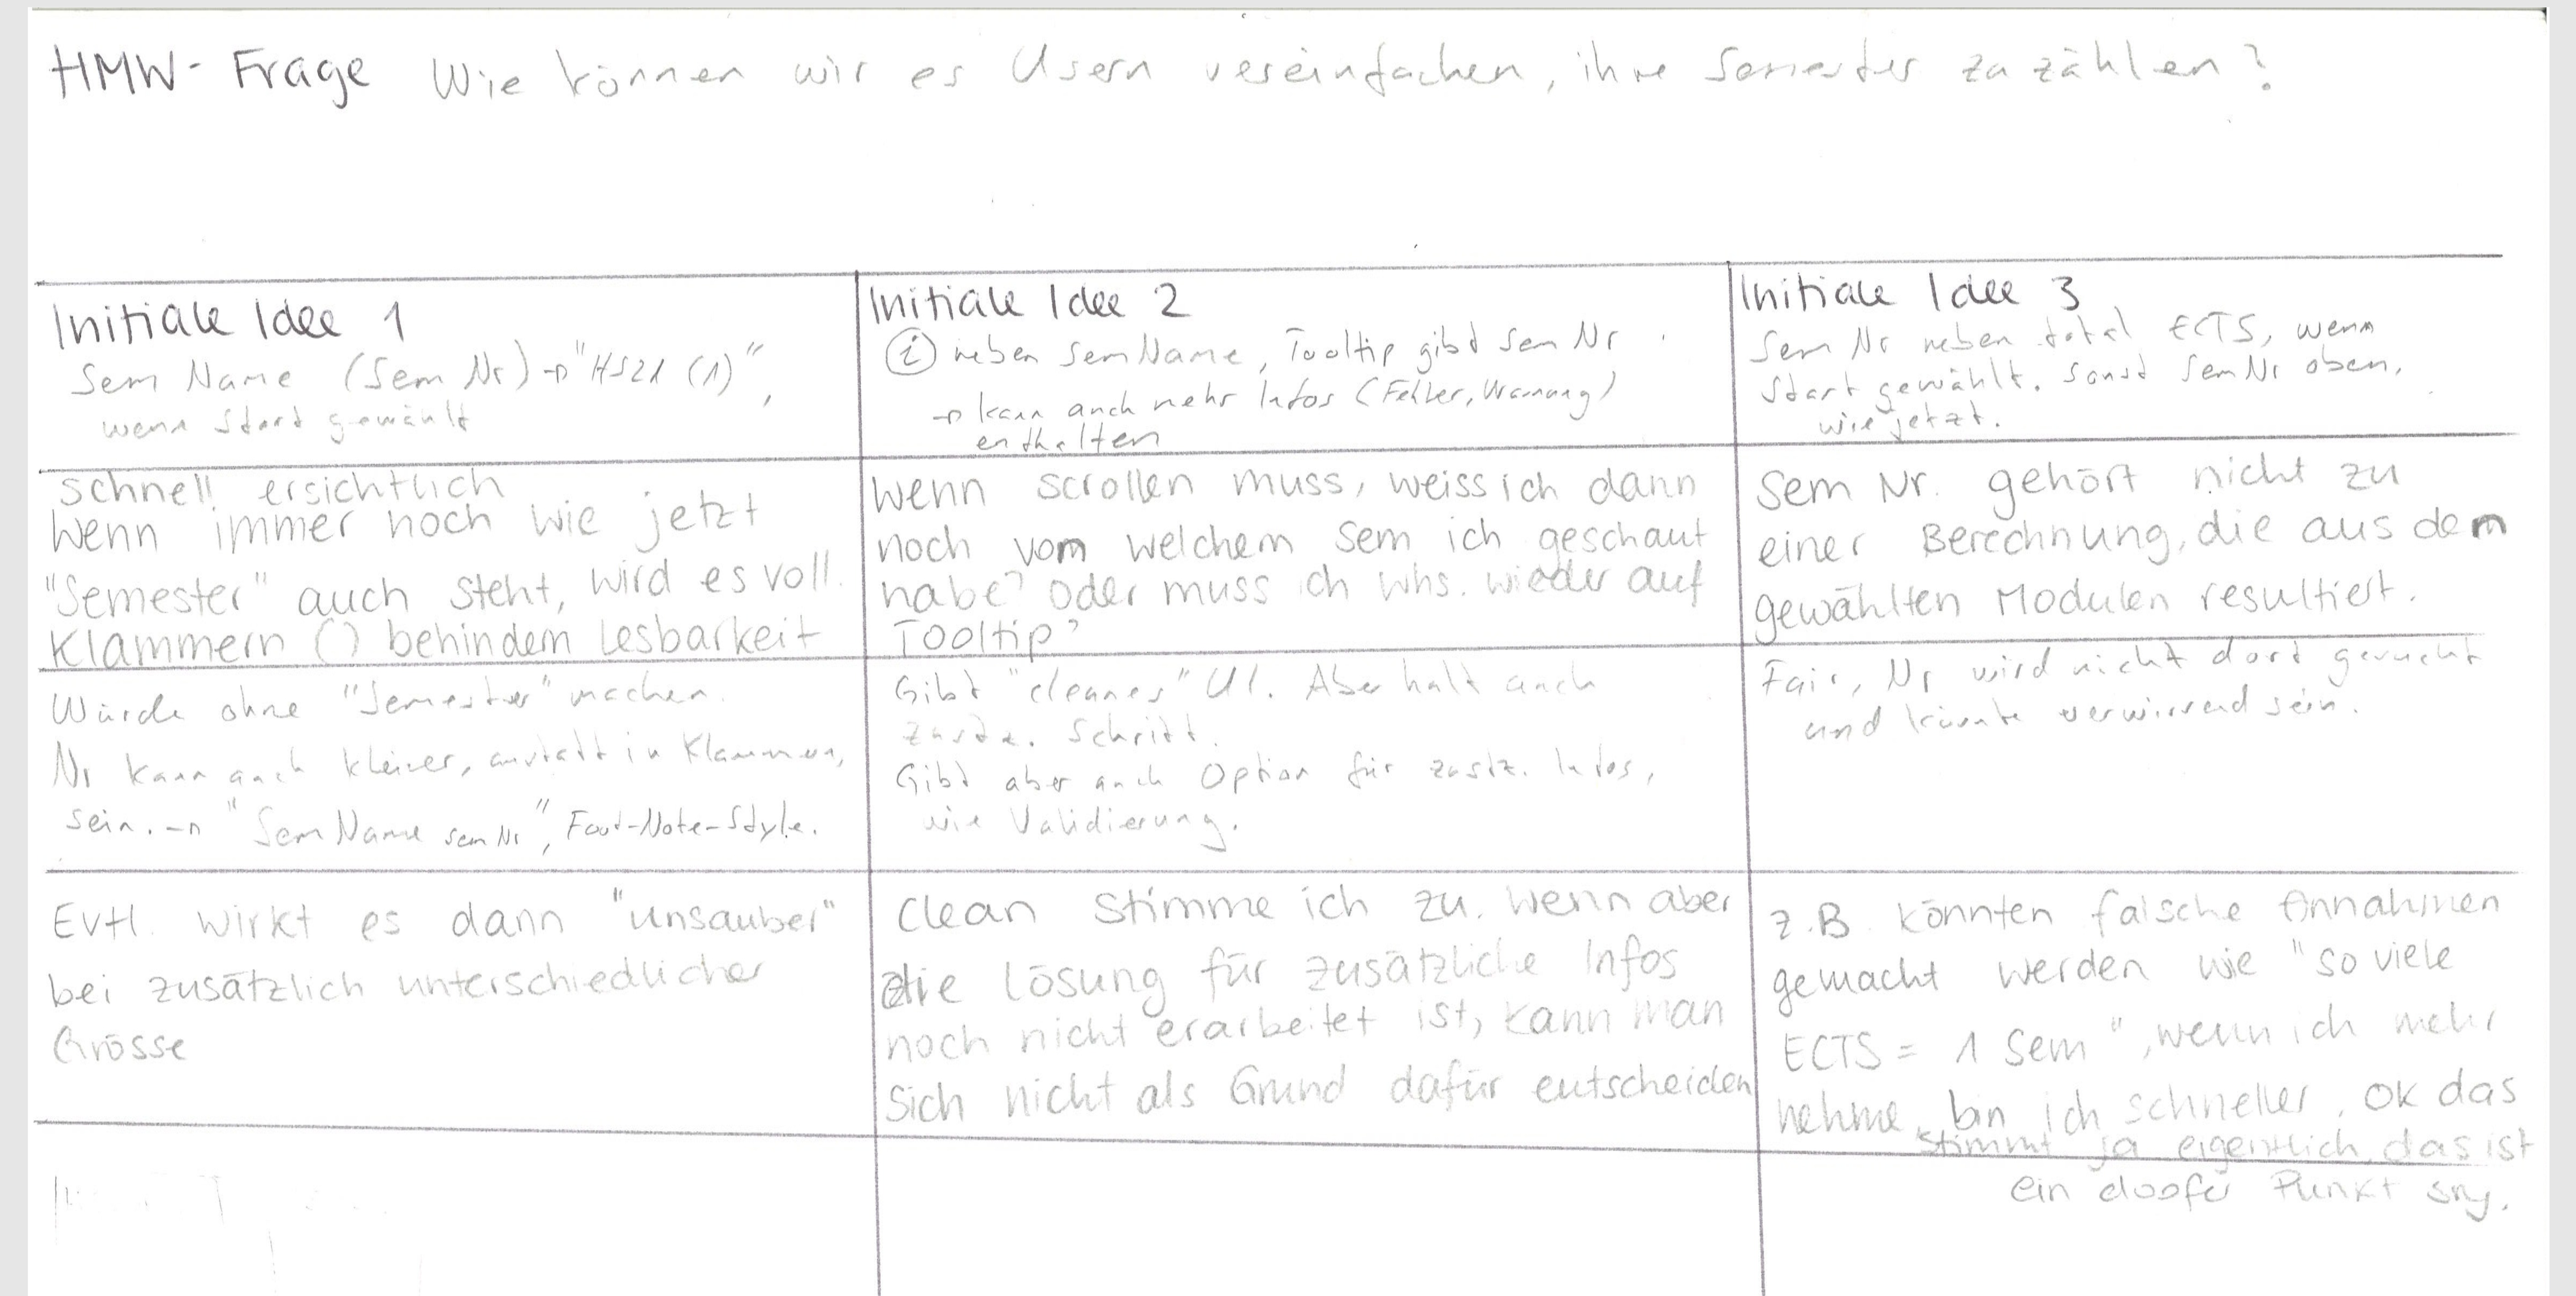 HMW- Frage Wie können wir es Usern vereinfachen, ihre Semester zu zählen?
Initiale Idee 1
Sem Name (Sem Nr) → "HS21 (1)",
wenn Start gewählt
Initiale Idee 2
ⓘ neben Sem Name, Tooltip gibt Sem Nr
→ kann auch mehr Infos (Fehler, Warnung)
enthalten
Initiale Idee 3
Sem Nr neben total ECTS, wenn
Start gewählt. Sonst Sem Nr oben,
wie jetzt.
schnell ersichtlich
Wenn immer noch wie jetzt
"Semester" auch steht, wird es voll.
Klammern () behindern Lesbarkeit
Wenn scrollen muss, weiss ich dann
noch vom welchem Sem ich geschaut
habe? Oder muss ich whs. wieder auf
Tooltip?
Sem Nr. gehört nicht zu
einer Berechnung, die aus dem
gewählten Modulen resultiert.
Würde ohne "Semester" machen.
Nr kann auch kleiner, anstatt in Klammern,
sein. → "Sem Name sem Nr", Foot-Note-Style.
Gibt "cleanes" UI. Aber halt auch
zusätz. Schritt.
Gibt aber auch Option für zusätz. Infos,
wie Validierung.
Fair, Nr wird nicht dort gesucht
und könnte verwirrend sein.
Evtl. wirkt es dann "unsauber"
bei zusätzlich unterschiedlicher
Grösse
Clean stimme ich zu. Wenn aber
die Lösung für zusätzliche Infos
noch nicht erarbeitet ist, kann man
sich nicht als Grund dafür entscheiden
z.B. könnten falsche Annahmen
gemacht werden wie "so viele
ECTS = 1 Sem", wenn ich mehr
nehme, bin ich schneller. Ok das
stimmt ja eigentlich, das ist
ein doofer Punkt sry.